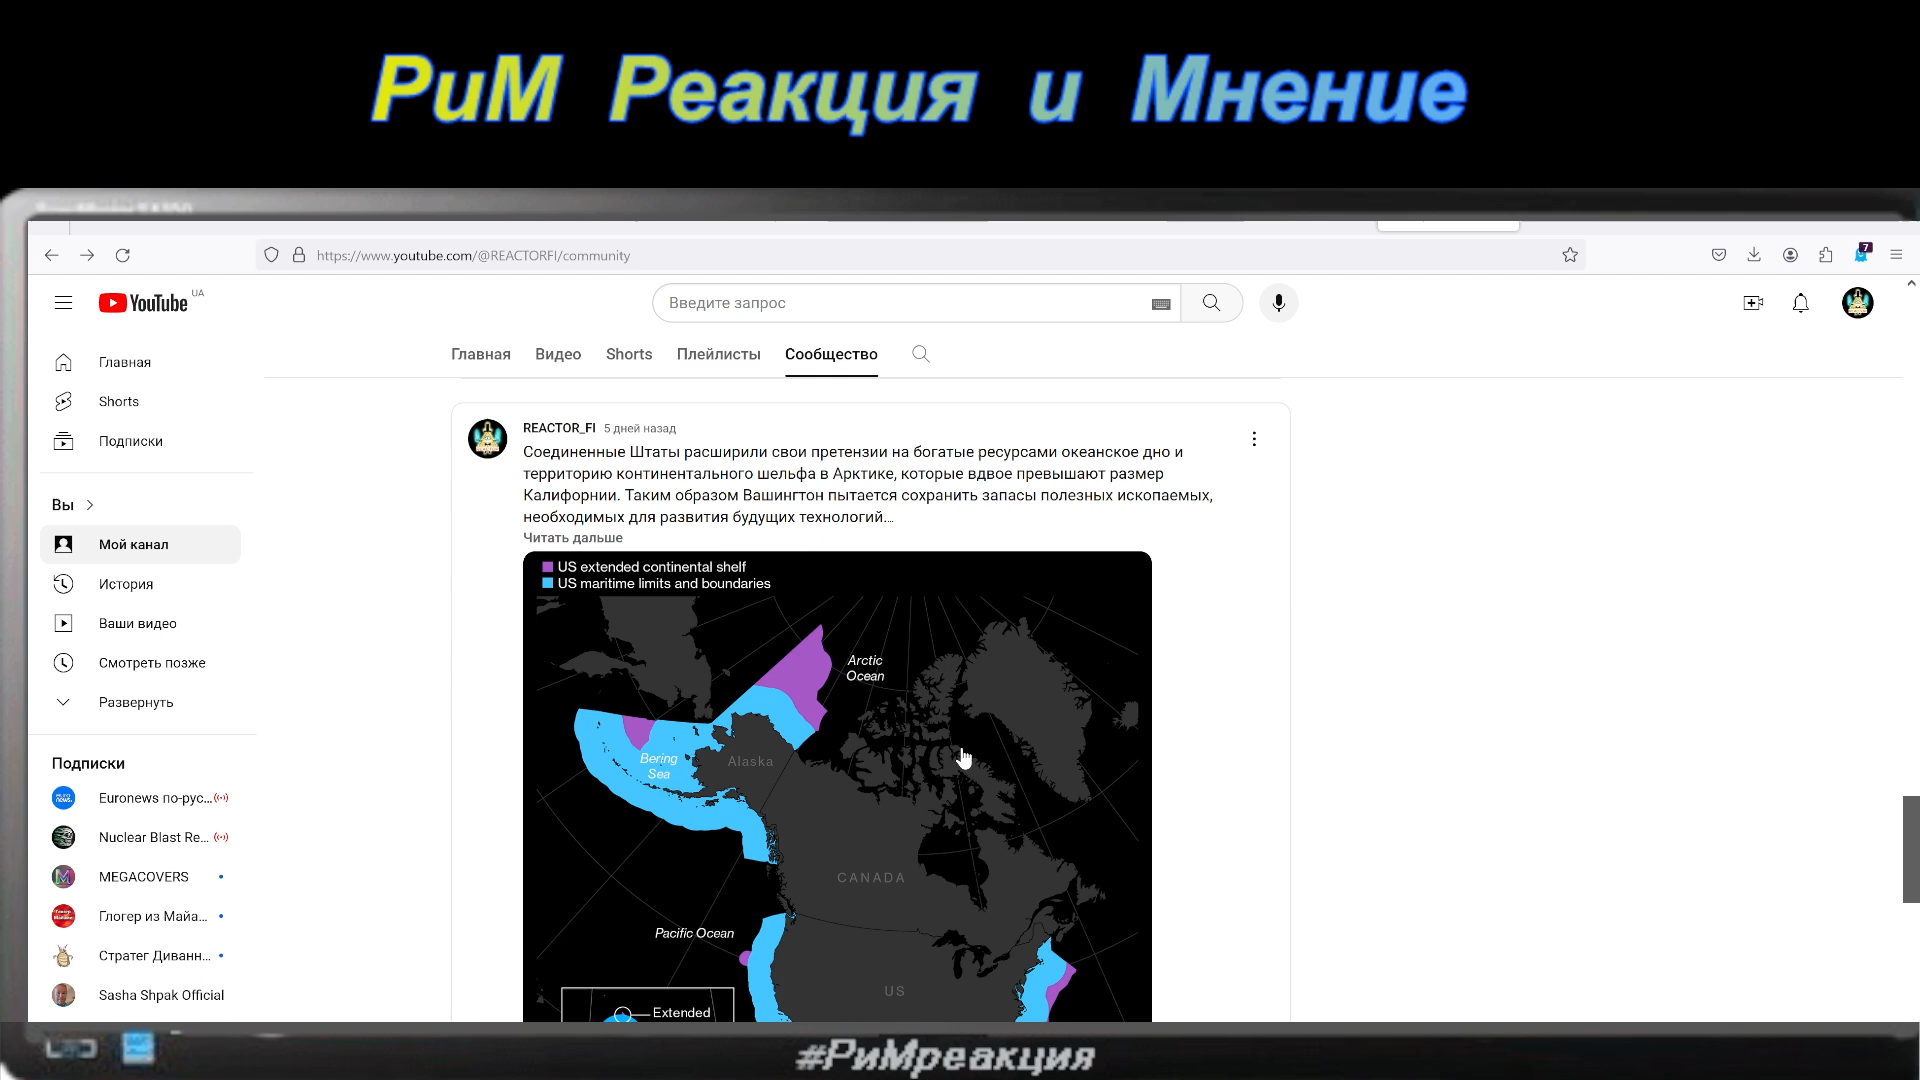 РиМ Реакция и Мнение
https://www.youtube.com/@REACTORFI/community
7
YouTube UA
Введите запрос
Главная
Shorts
Подписки
Вы
Мой канал
История
Ваши видео
Смотреть позже
Развернуть
Подписки
Euronews по-рус...
Nuclear Blast Re...
MEGACOVERS
Глогер из Майа...
Стратег Диванн...
Sasha Shpak Official
Главная Видео Shorts Плейлисты Сообщество
REACTOR_FI 5 дней назад
Соединенные Штаты расширили свои претензии на богатые ресурсами океанское дно и
территорию континентального шельфа в Арктике, которые вдвое превышают размер
Калифорнии. Таким образом Вашингтон пытается сохранить запасы полезных ископаемых,
необходимых для развития будущих технологий...
Читать дальше
US extended continental shelf
US maritime limits and boundaries
Arctic
Ocean
Bering
Sea
Alaska
CANADA
Pacific Ocean
US
Extended
#РиМреакция